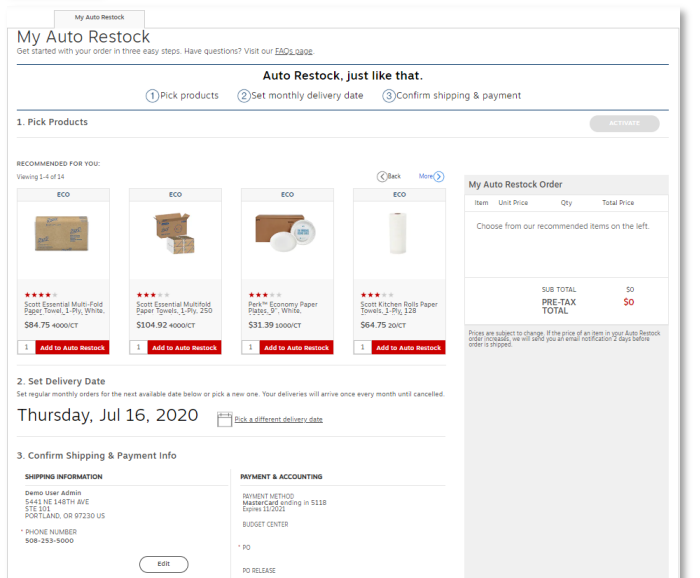 My Auto Restock
My Auto Restock
Get started with your order in three easy steps. Have questions? Visit our FAQs page.
Auto Restock, just like that.
1 Pick products 2 Set monthly delivery date 3 Confirm shipping & payment
1. Pick Products
ACTIVATE
RECOMMENDED FOR YOU:
Viewing 1-4 of 14
Back More
ECO
Scott Essential Multi-Fold
Paper Towels, 1-Ply, White,
$84.75 4000/CT
1 Add to Auto Restock
ECO
Scott Essential Multifold
Paper Towels, 1-Ply, 250
$104.92 4000/CT
1 Add to Auto Restock
ECO
Perk™ Economy Paper
Plates, 9", White,
$31.39 1000/CT
1 Add to Auto Restock
ECO
Scott Kitchen Rolls Paper
Towels, 1-Ply, 128
$64.75 20/CT
1 Add to Auto Restock
My Auto Restock Order
Item Unit Price Qty Total Price
Choose from our recommended items on the left.
SUB TOTAL $0
PRE-TAX TOTAL $0
Prices are subject to change. If the price of an item in your Auto Restock
order increases, we will send you an email notification 2 days before
order is shipped.
2. Set Delivery Date
Set regular monthly orders for the next available date below or pick a new one. Your deliveries will arrive once every month until cancelled.
Thursday, Jul 16, 2020
Pick a different delivery date
3. Confirm Shipping & Payment Info
SHIPPING INFORMATION
Demo User Admin
5441 NE 148TH AVE
STE 101
PORTLAND, OR 97230 US
* PHONE NUMBER
508-253-5000
Edit
PAYMENT & ACCOUNTING
PAYMENT METHOD
MasterCard ending in 5118
Expires 11/2021
BUDGET CENTER
* PO
PO RELEASE